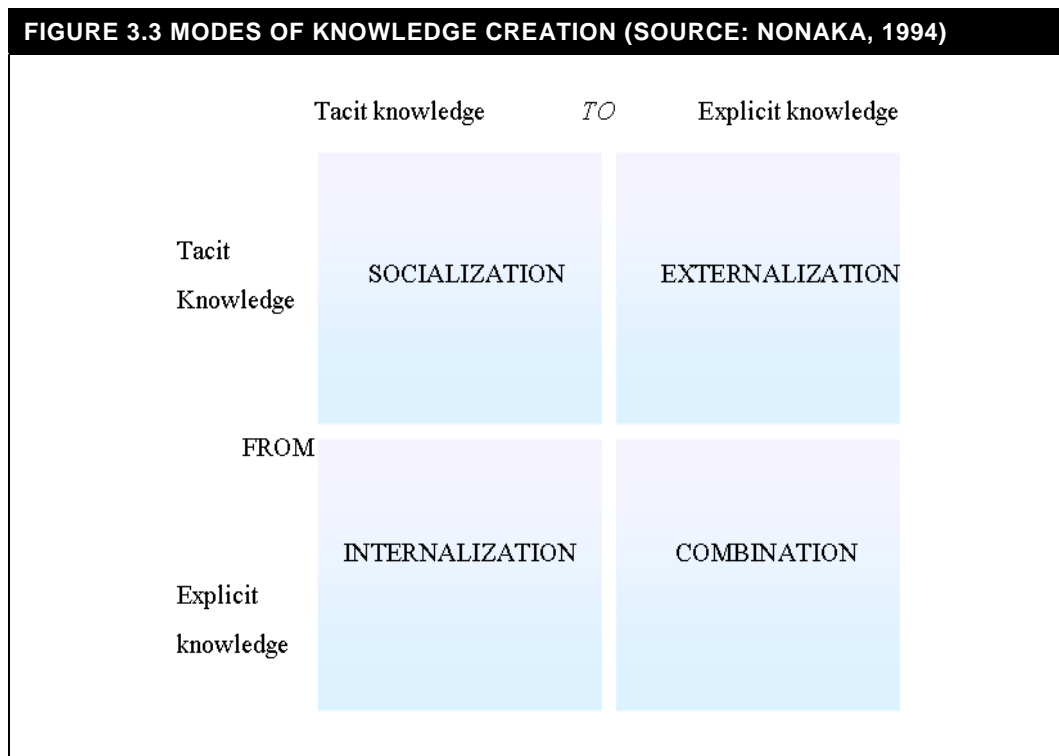 FIGURE 3.3 MODES OF KNOWLEDGE CREATION (SOURCE: NONAKA, 1994)
Tacit knowledge TO Explicit knowledge
Tacit
Knowledge
SOCIALIZATION EXTERNALIZATION
FROM
INTERNALIZATION COMBINATION
Explicit
knowledge